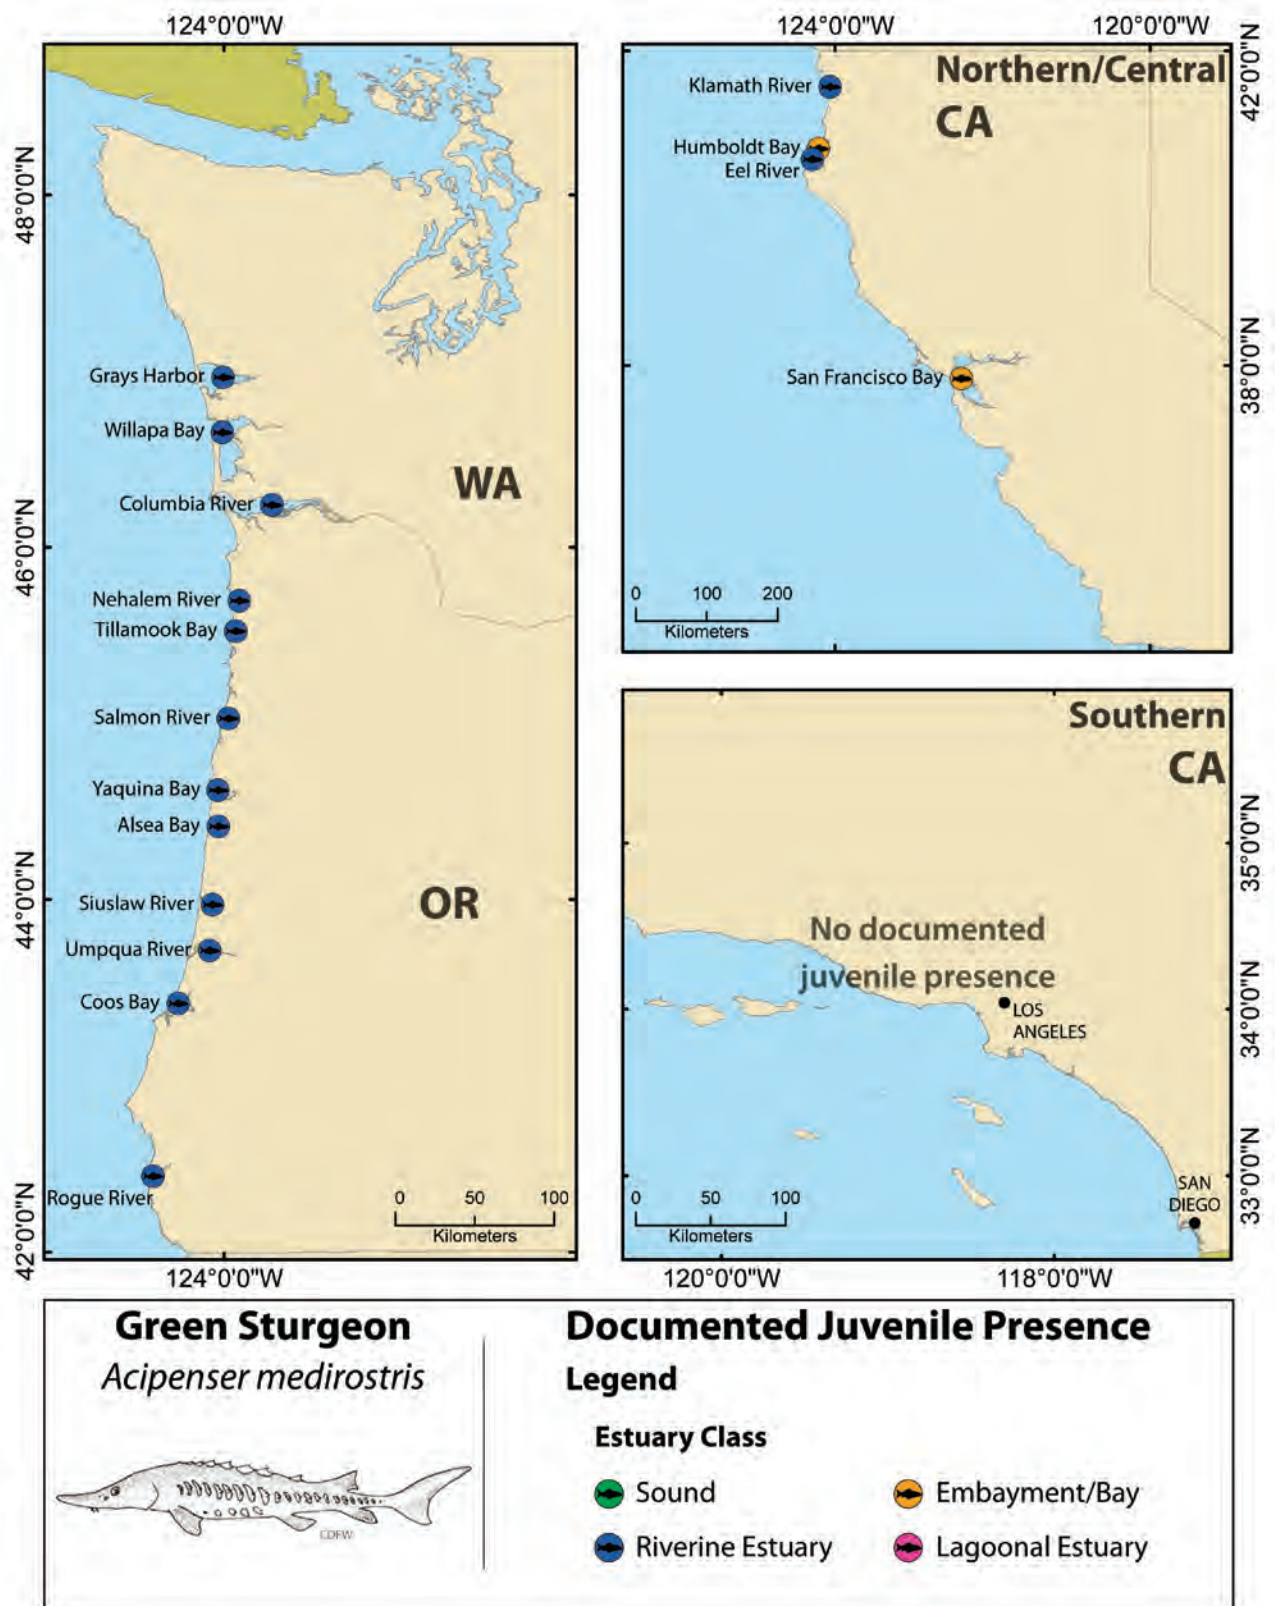 124°0'0"W
48°0'0"N
46°0'0"N
44°0'0"N
42°0'0"N
Grays Harbor
Willapa Bay
Columbia River
WA
Nehalem River
Tillamook Bay
Salmon River
Yaquina Bay
Alsea Bay
Siuslaw River
OR
Umpqua River
Coos Bay
Rogue River
0 50 100
Kilometers
124°0'0"W
124°0'0"W 120°0'0"W
Northern/Central
CA
42°0'0"N
38°0'0"N
Klamath River
Humboldt Bay
Eel River
San Francisco Bay
0 100 200
Kilometers
Southern
CA
35°0'0"N
34°0'0"N
33°0'0"N
No documented
juvenile presence
LOS
ANGELES
SAN
DIEGO
0 50 100
Kilometers
120°0'0"W 118°0'0"W
Green Sturgeon
Acipenser medirostris
CDFW
Documented Juvenile Presence
Legend
Estuary Class
Sound
Embayment/Bay
Riverine Estuary
Lagoonal Estuary